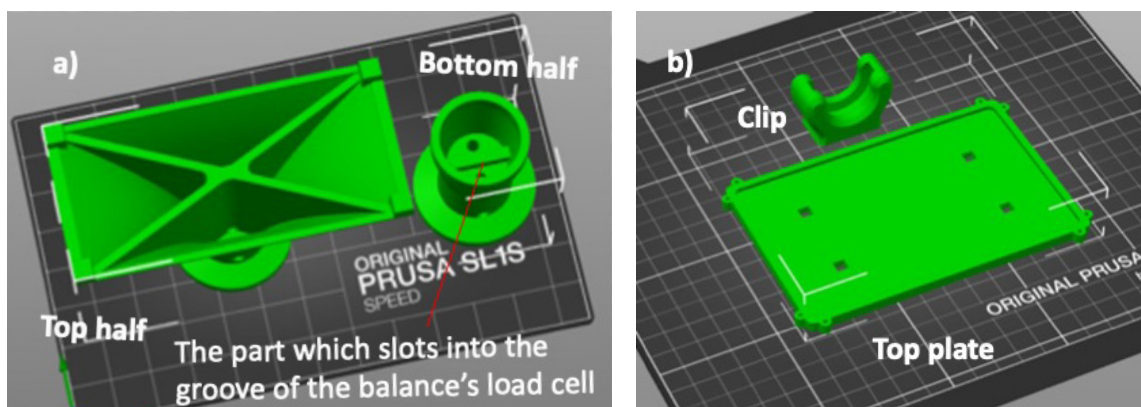 a)
Bottom half
ORIGINAL
PRUSA SL1S
SPEED
Top half
The part which slots into the
groove of the balance's load cell
b)
Clip
ORIGINAL PRUSA
Top plate